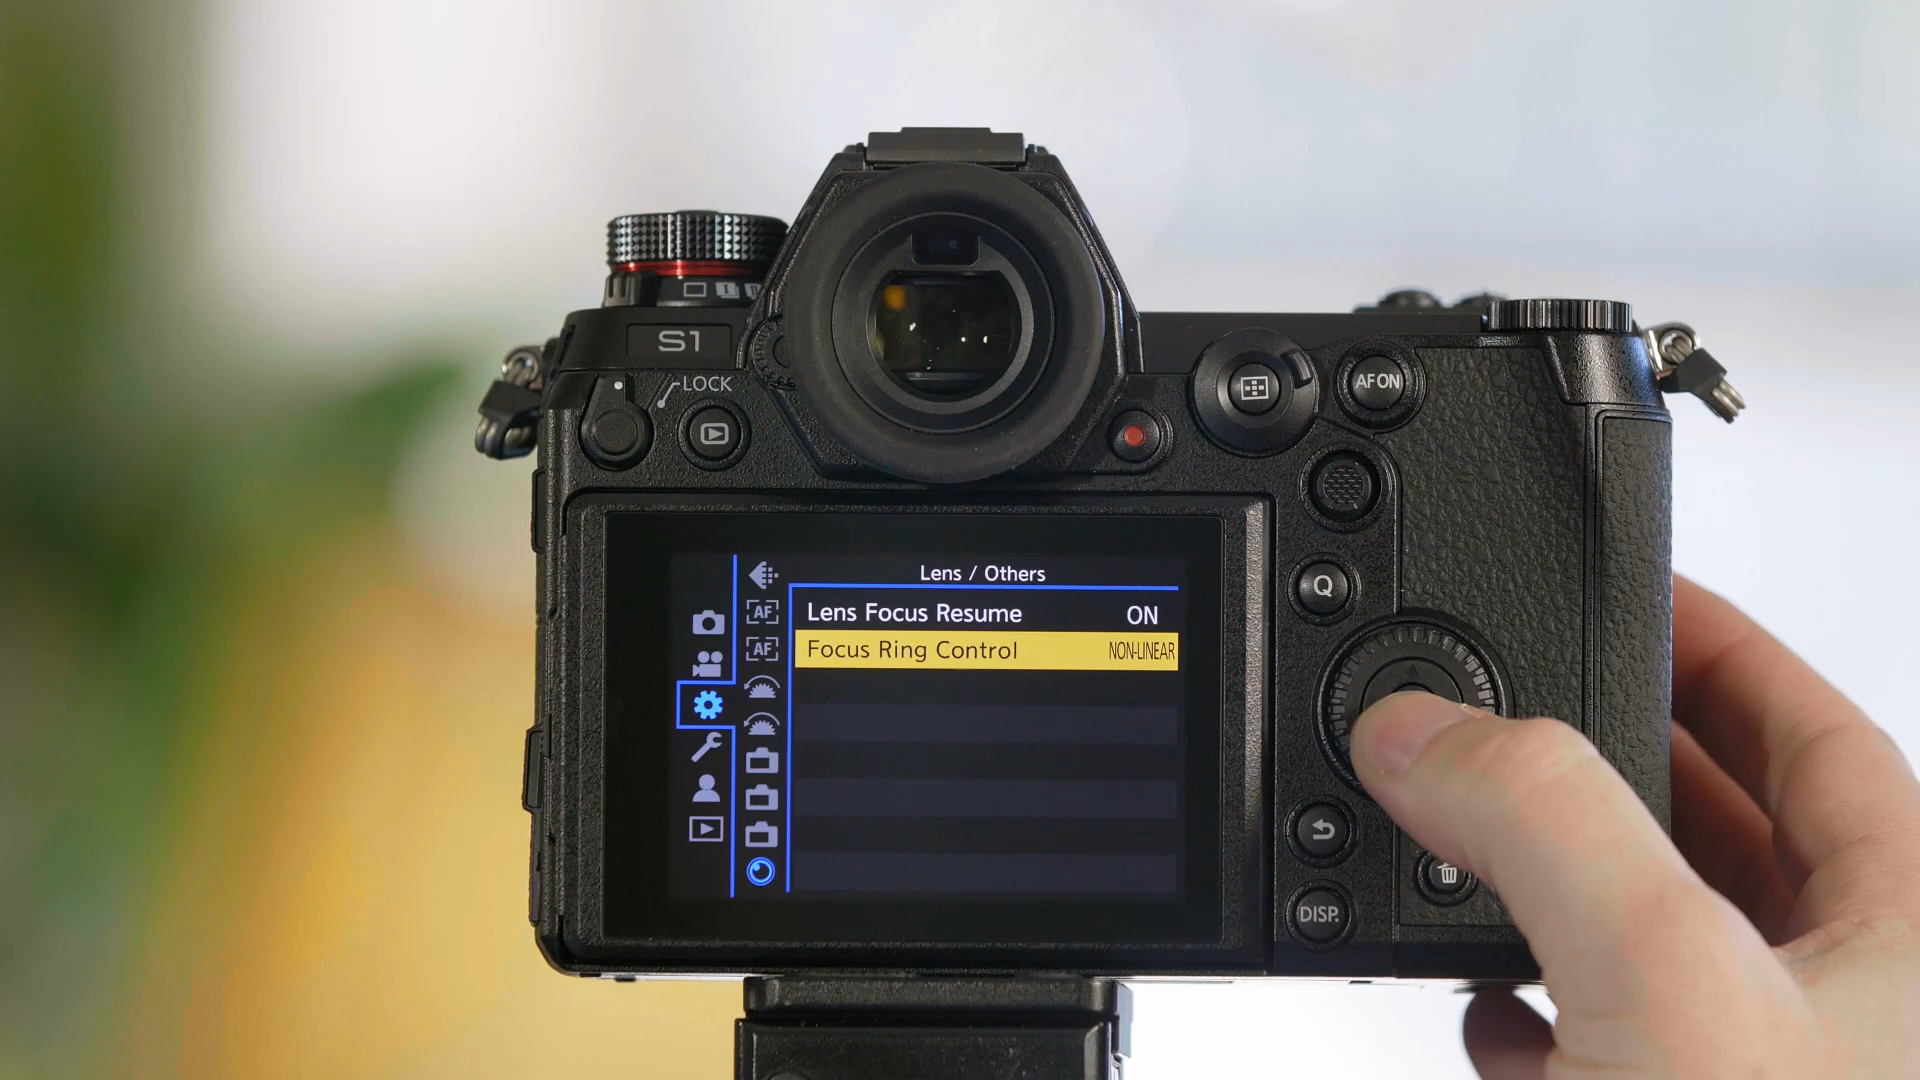 S1
LOCK
AF ON
Q
DISP.
Lens / Others
AF
Lens Focus Resume ON
AF
Focus Ring Control NON-LINEAR